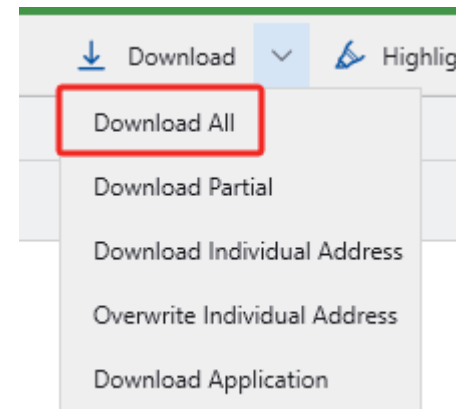 Download Highlig
Download All
Download Partial
Download Individual Address
Overwrite Individual Address
Download Application